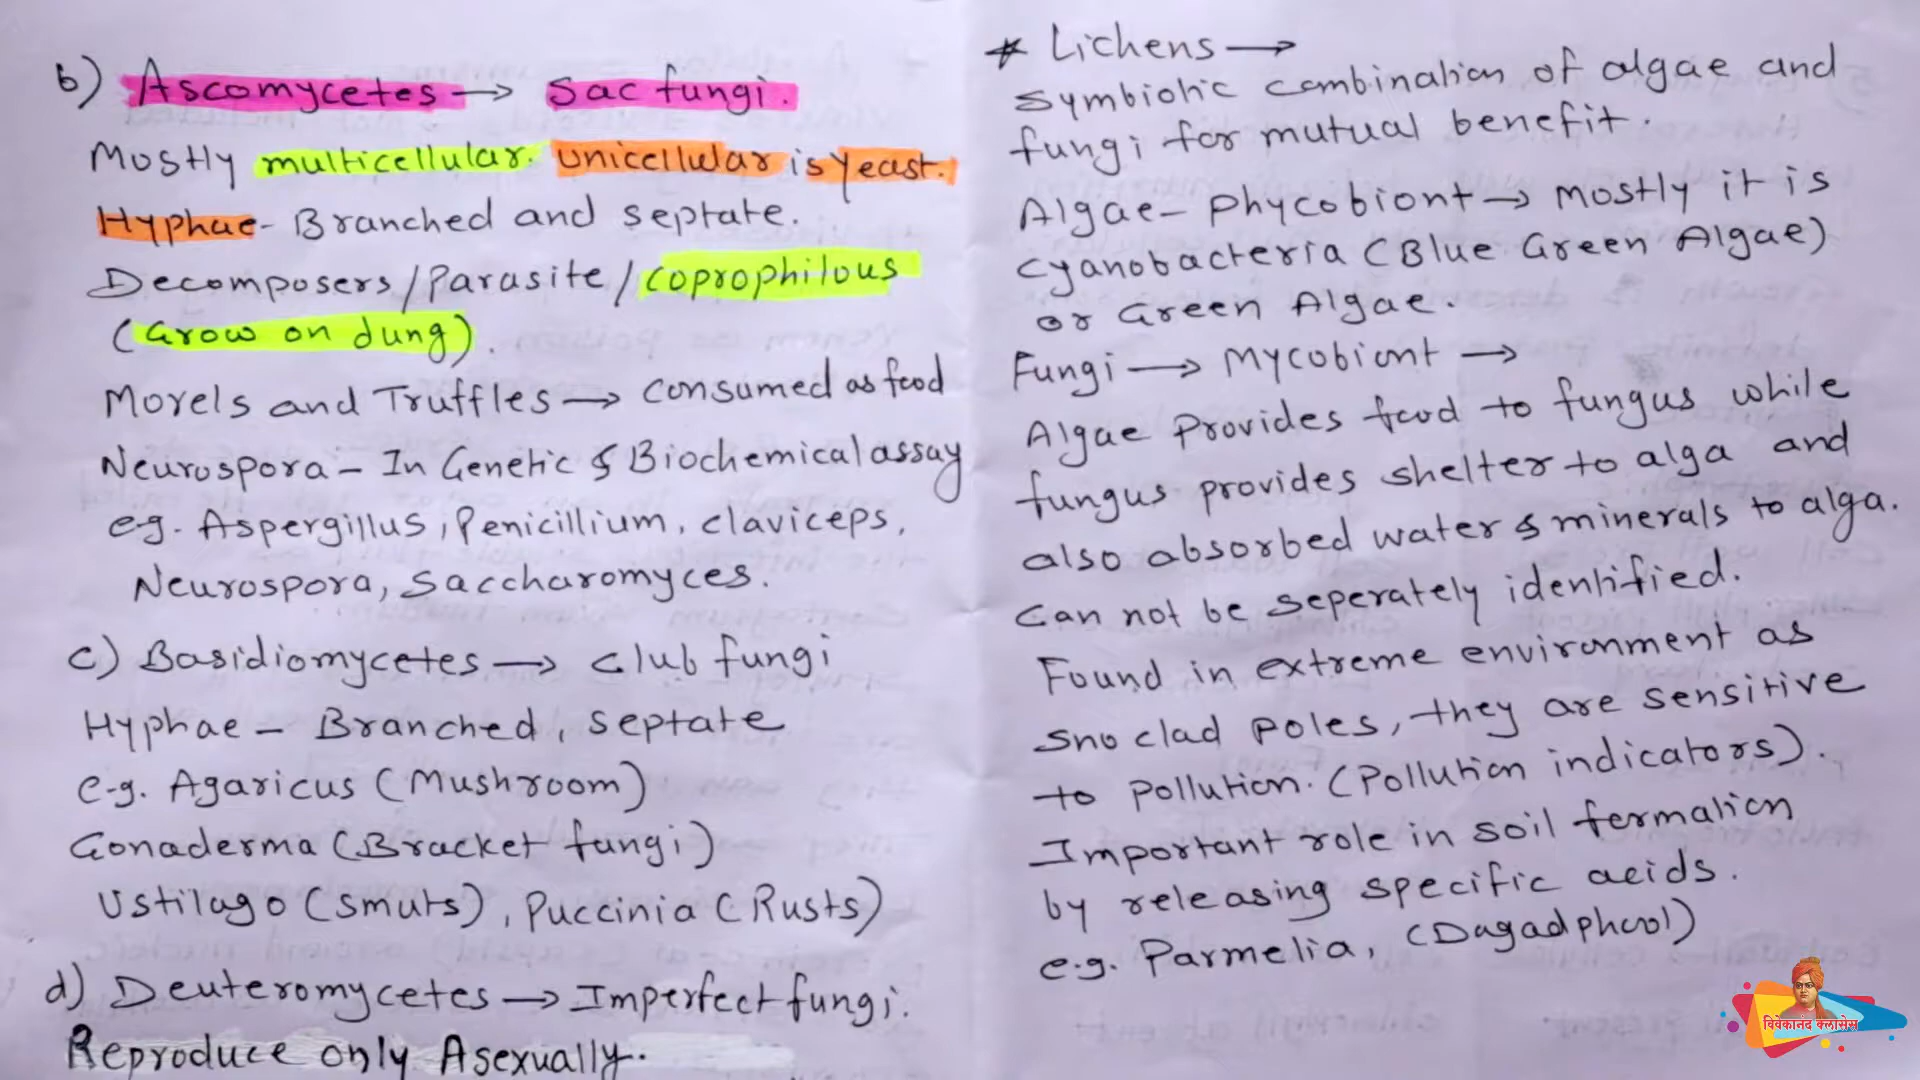 b) Ascomycetes → Sac fungi.
Mostly multicellular. Unicellular is yeast.
Hyphae - Branched and septate.
Decomposers/Parasite/coprophilous
(Grow on dung).
Morels and Truffles → consumed as food
Neurospora - In Genetic & Biochemical assay
e.g. Aspergillus, Penicillium, claviceps,
Neurospora, Saccharomyces.
c) Basidiomycetes → Club fungi
Hyphae - Branched, septate
e.g. Agaricus (Mushroom)
Gonaderma (Bracket fungi)
Ustilago (smuts), Puccinia (Rusts)
d) Deuteromycetes → Imperfect fungi.
Reproduce only Asexually.
* Lichens →
Symbiotic combination of algae and
fungi for mutual benefit.
Algae - Phycobiont → Mostly it is
cyanobacteria (Blue Green Algae)
or Green Algae.
Fungi → Mycobiont →
Algae provides food to fungus while
fungus provides shelter to alga and
also absorbed water & minerals to alga.
Can not be seperately identified.
Found in extreme environment as
sno clad poles, they are sensitive
to pollution. (Pollution indicators).
Important role in soil formation
by releasing specific acids.
e.g. Parmelia, (Dagadphool)
विवेकानंद क्लासेस